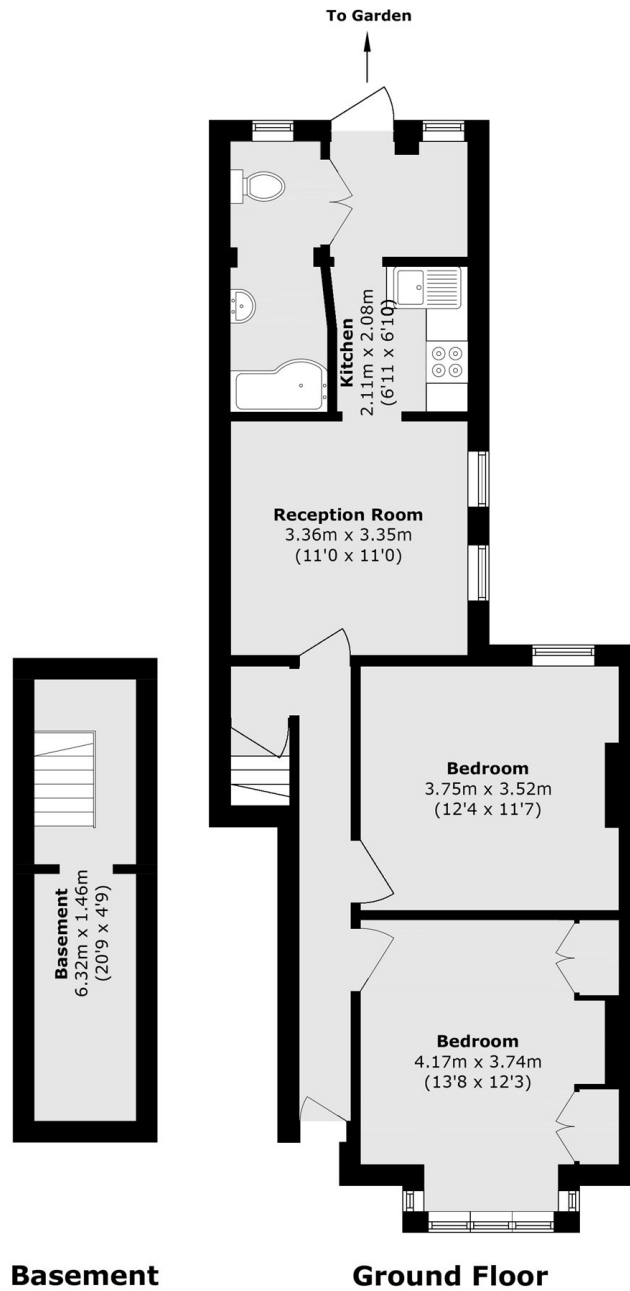 To Garden
Kitchen
2.11m x 2.08m
(6'11 x 6'10)
Reception Room
3.36m x 3.35m
(11'0 x 11'0)
Bedroom
3.75m x 3.52m
(12'4 x 11'7)
Basement
6.32m x 1.46m
(20'9 x 4'9)
Bedroom
4.17m x 3.74m
(13'8 x 12'3)
Basement
Ground Floor